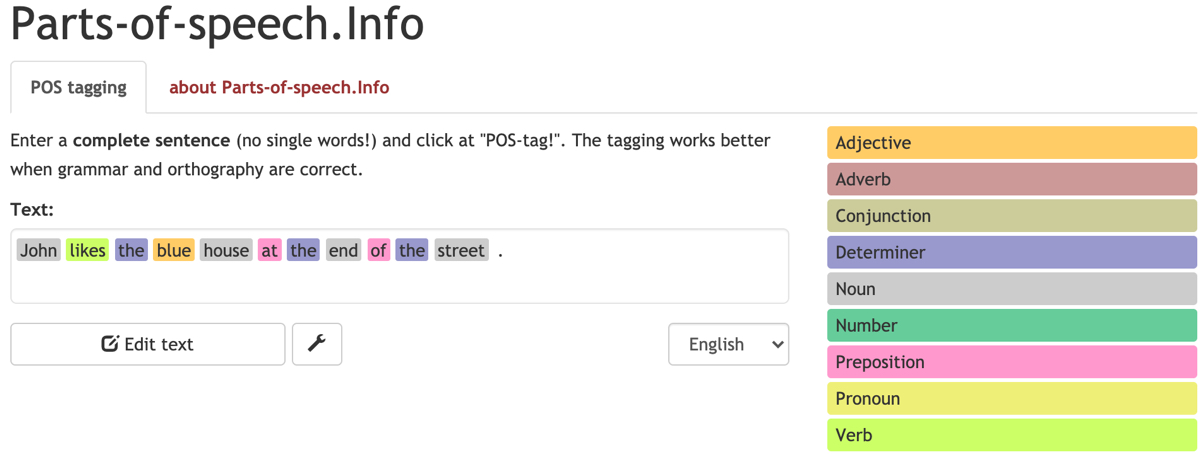 Parts-of-speech.Info
POS tagging
about Parts-of-speech.Info
Enter a complete sentence (no single words!) and click at "POS-tag!". The tagging works better
when grammar and orthography are correct.
Text:
John likes the blue house at the end of the street .
Edit text
English
Adjective
Adverb
Conjunction
Determiner
Noun
Number
Preposition
Pronoun
Verb